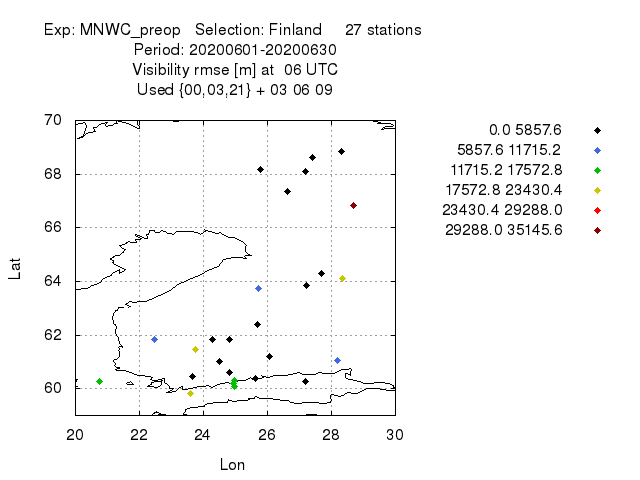 Exp: MNWC_preop Selection: Finland 27 stations
Period: 20200601-20200630
Visibility rmse [m] at 06 UTC
Used {00,03,21} + 03 06 09
0.0 5857.6
5857.6 11715.2
11715.2 17572.8
17572.8 23430.4
23430.4 29288.0
29288.0 35145.6
70
68
66
64
62
60
Lat
20 22 24 26 28 30
Lon